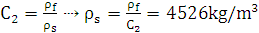 C₂ = ρf/ρs ⇢ ρs = ρf/C₂ = 4526kg/m³